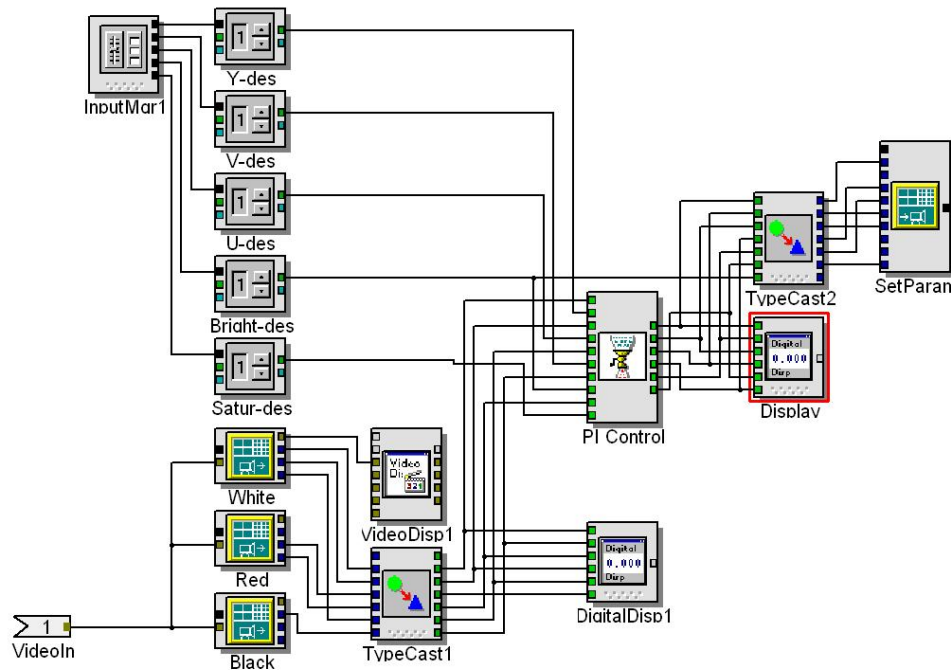 1
Y-des
InputMgr1
1
V-des
1
U-des
1
Bright-des
1
Satur-des
TypeCast2
SetParam
Digital
0.000
Disp
Display
PI Control
White
Video
Di
321
VideoDisp1
Red
Digital
0.000
Disp
DigitalDisp1
1
VideoIn
Black
TypeCast1